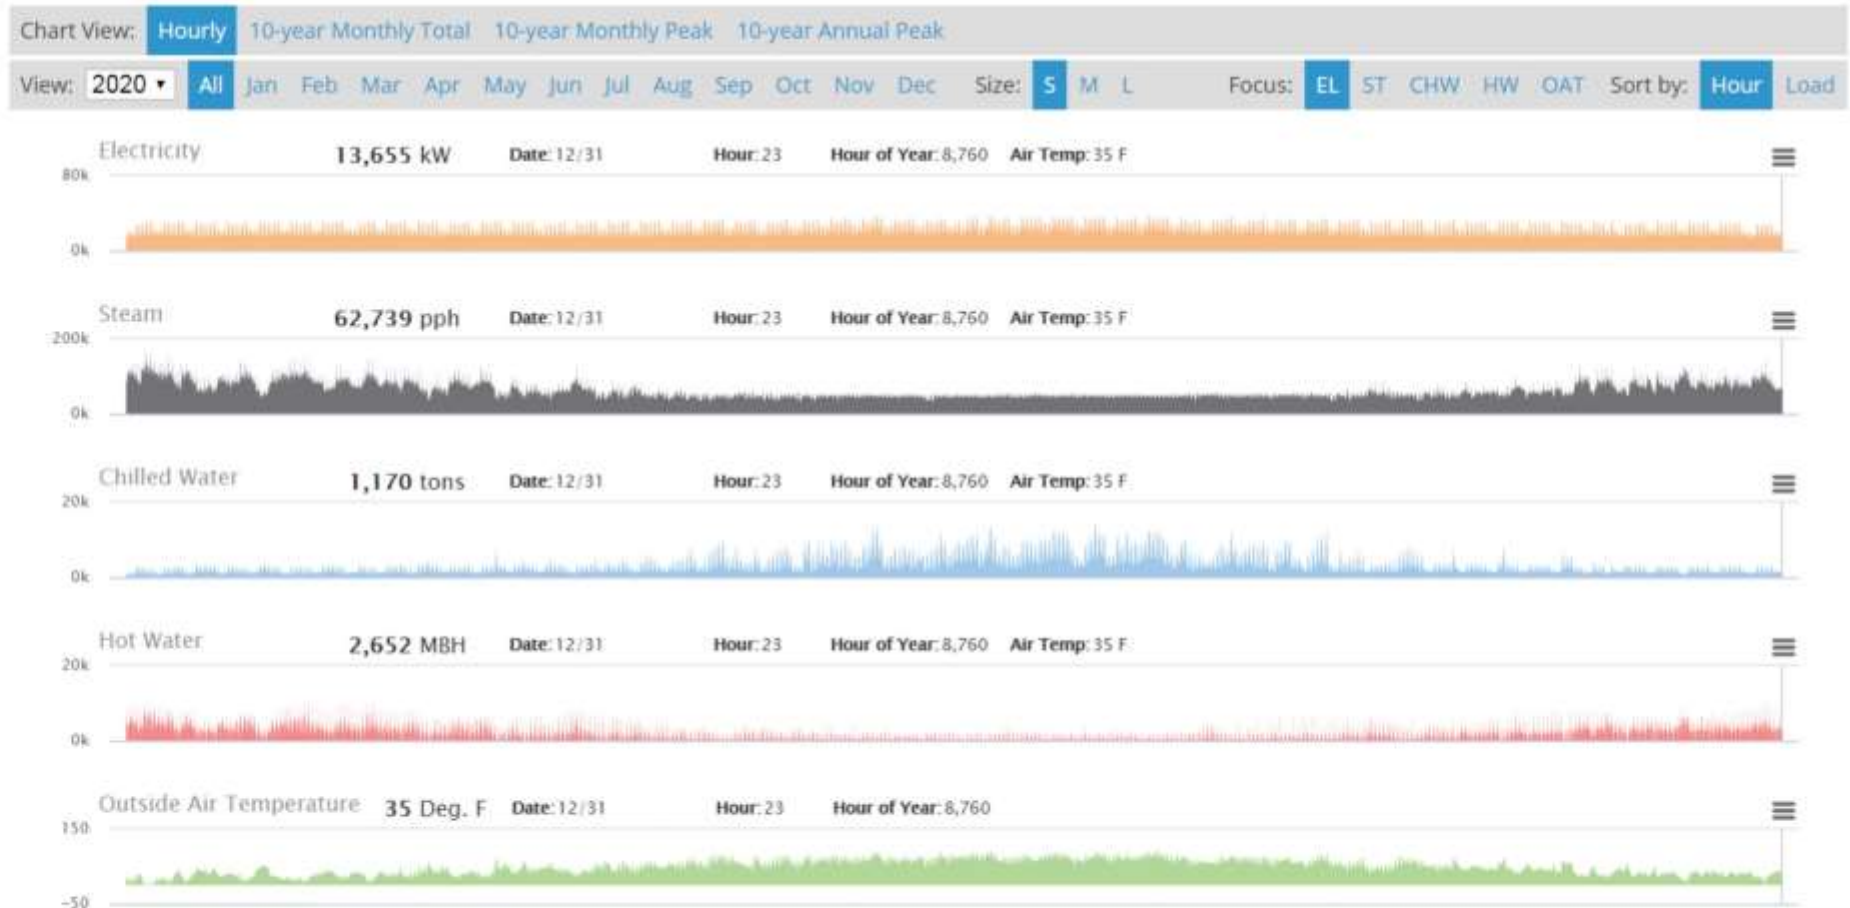 Chart View: Hourly 10-year Monthly Total 10-year Monthly Peak 10-year Annual Peak
View: 2020 All Jan Feb Mar Apr May Jun Jul Aug Sep Oct Nov Dec Size: S M L Focus: EL ST CHW HW OAT Sort by: Hour Load
Electricity 13,655 kW Date: 12/31 Hour: 23 Hour of Year: 8,760 Air Temp: 35 F
80k
0k
Steam 62,739 pph Date: 12/31 Hour: 23 Hour of Year: 8,760 Air Temp: 35 F
200k
0k
Chilled Water 1,170 tons Date: 12/31 Hour: 23 Hour of Year: 8,760 Air Temp: 35 F
20k
0k
Hot Water 2,652 MBH Date: 12/31 Hour: 23 Hour of Year: 8,760 Air Temp: 35 F
20k
0k
Outside Air Temperature 35 Deg. F Date: 12/31 Hour: 23 Hour of Year: 8,760
150
-50